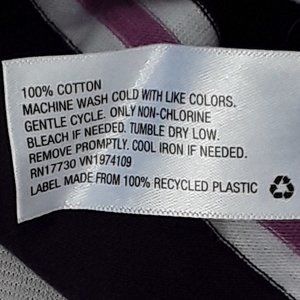 100% COTTON
MACHINE WASH COLD WITH LIKE COLORS.
GENTLE CYCLE. ONLY NON-CHLORINE
BLEACH IF NEEDED. TUMBLE DRY LOW.
REMOVE PROMPTLY. COOL IRON IF NEEDED.
RN17730 VN1974109
LABEL MADE FROM 100% RECYCLED PLASTIC